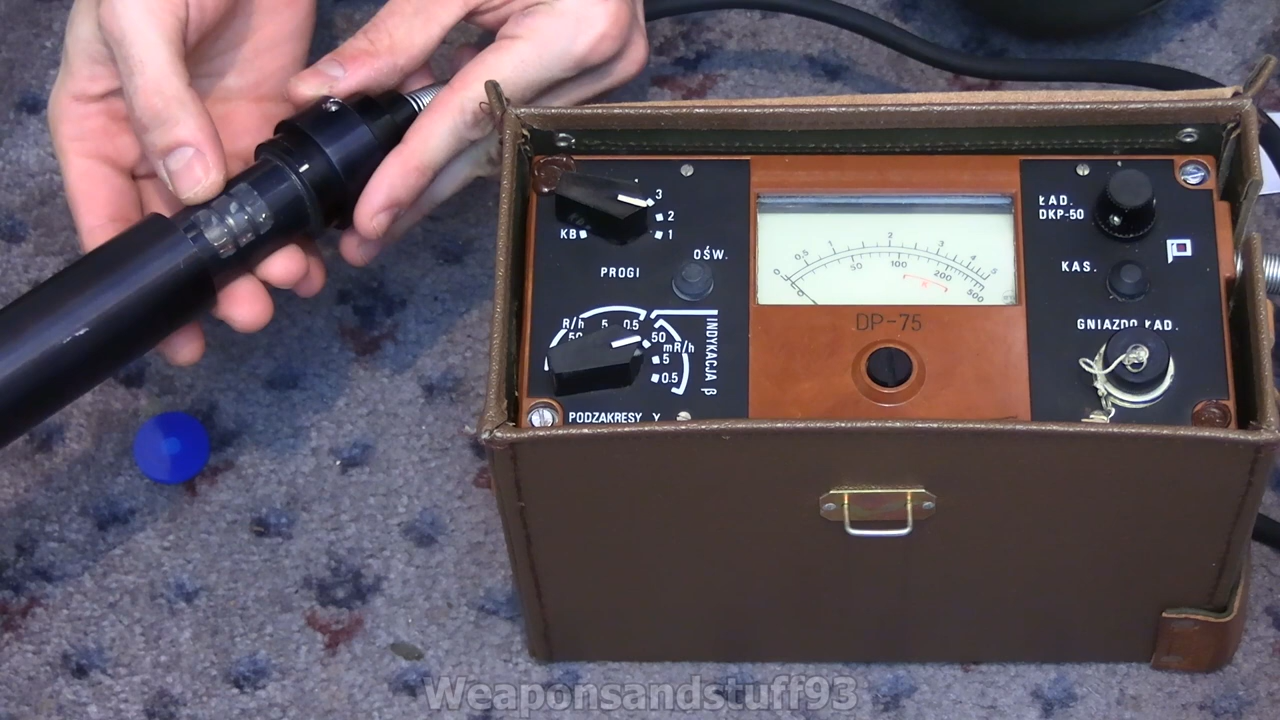 3
2
KB 1
OŚW.
PROGI
R/h 5 0.5
50 50
mR/h
5
0.5
INDYKACJA β
PODZAKRESY γ
0 0,5 1 2 3 4 5
0 50 100 200 500
DP-75
ŁAD.
DKP-50
KAS.
GNIAZDO ŁAD.
Weaponsandstuff93